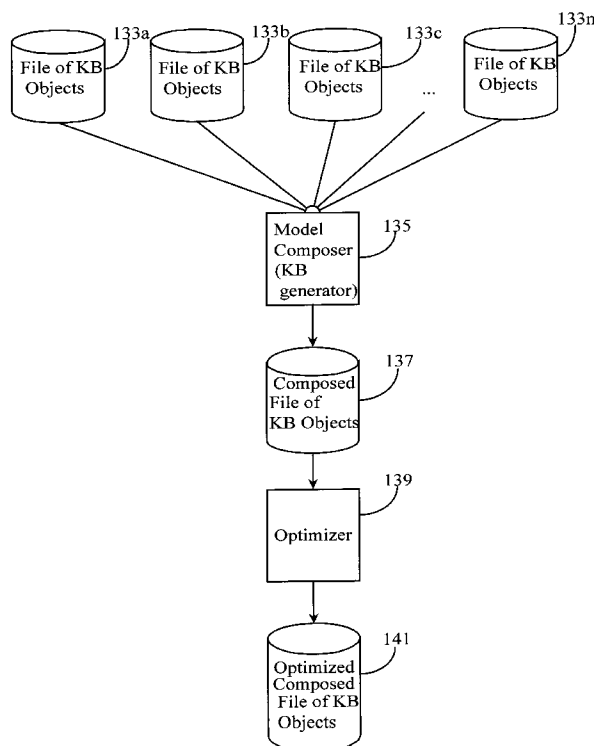 133a
133b
133c
133n
File of KB
Objects
File of KB
Objects
File of KB
Objects
...
File of KB
Objects
Model
Composer
(KB
generator)
135
Composed
File of
KB Objects
137
Optimizer
139
Optimized
Composed
File of KB
Objects
141